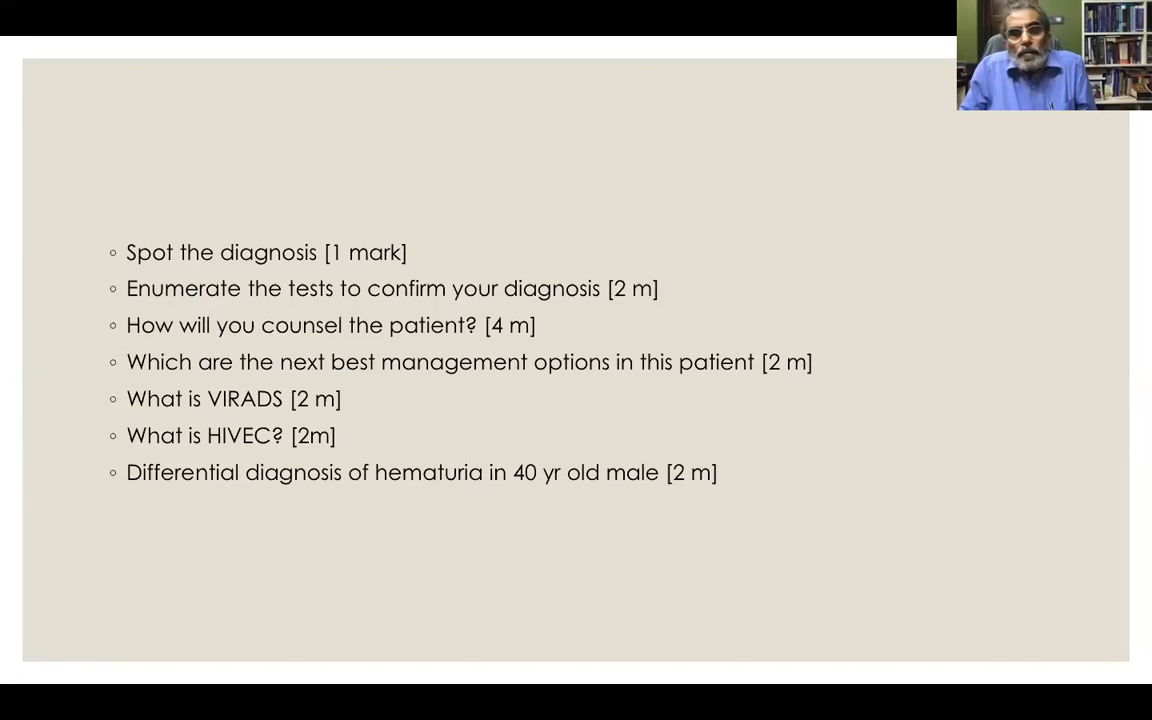 ◦ Spot the diagnosis [1 mark]
◦ Enumerate the tests to confirm your diagnosis [2 m]
◦ How will you counsel the patient? [4 m]
◦ Which are the next best management options in this patient [2 m]
◦ What is VIRADS [2 m]
◦ What is HIVEC? [2m]
◦ Differential diagnosis of hematuria in 40 yr old male [2 m]